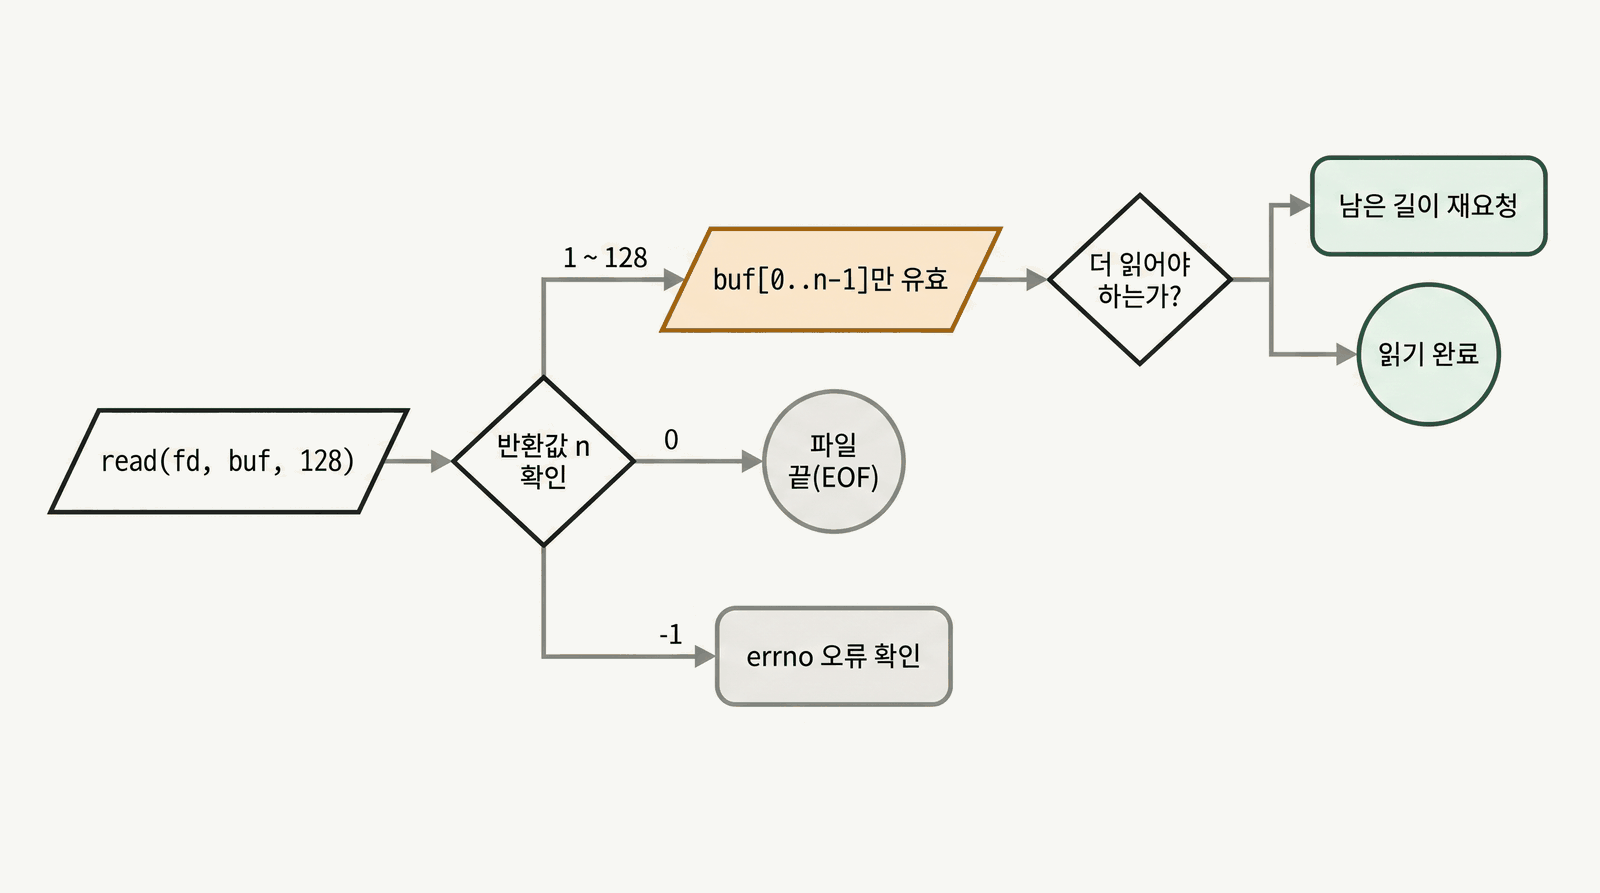 read(fd, buf, 128)
반환값 n
확인
1 ~ 128
buf[0..n-1]만 유효
더 읽어야
하는가?
남은 길이 재요청
읽기 완료
0
파일
끝(EOF)
-1
errno 오류 확인